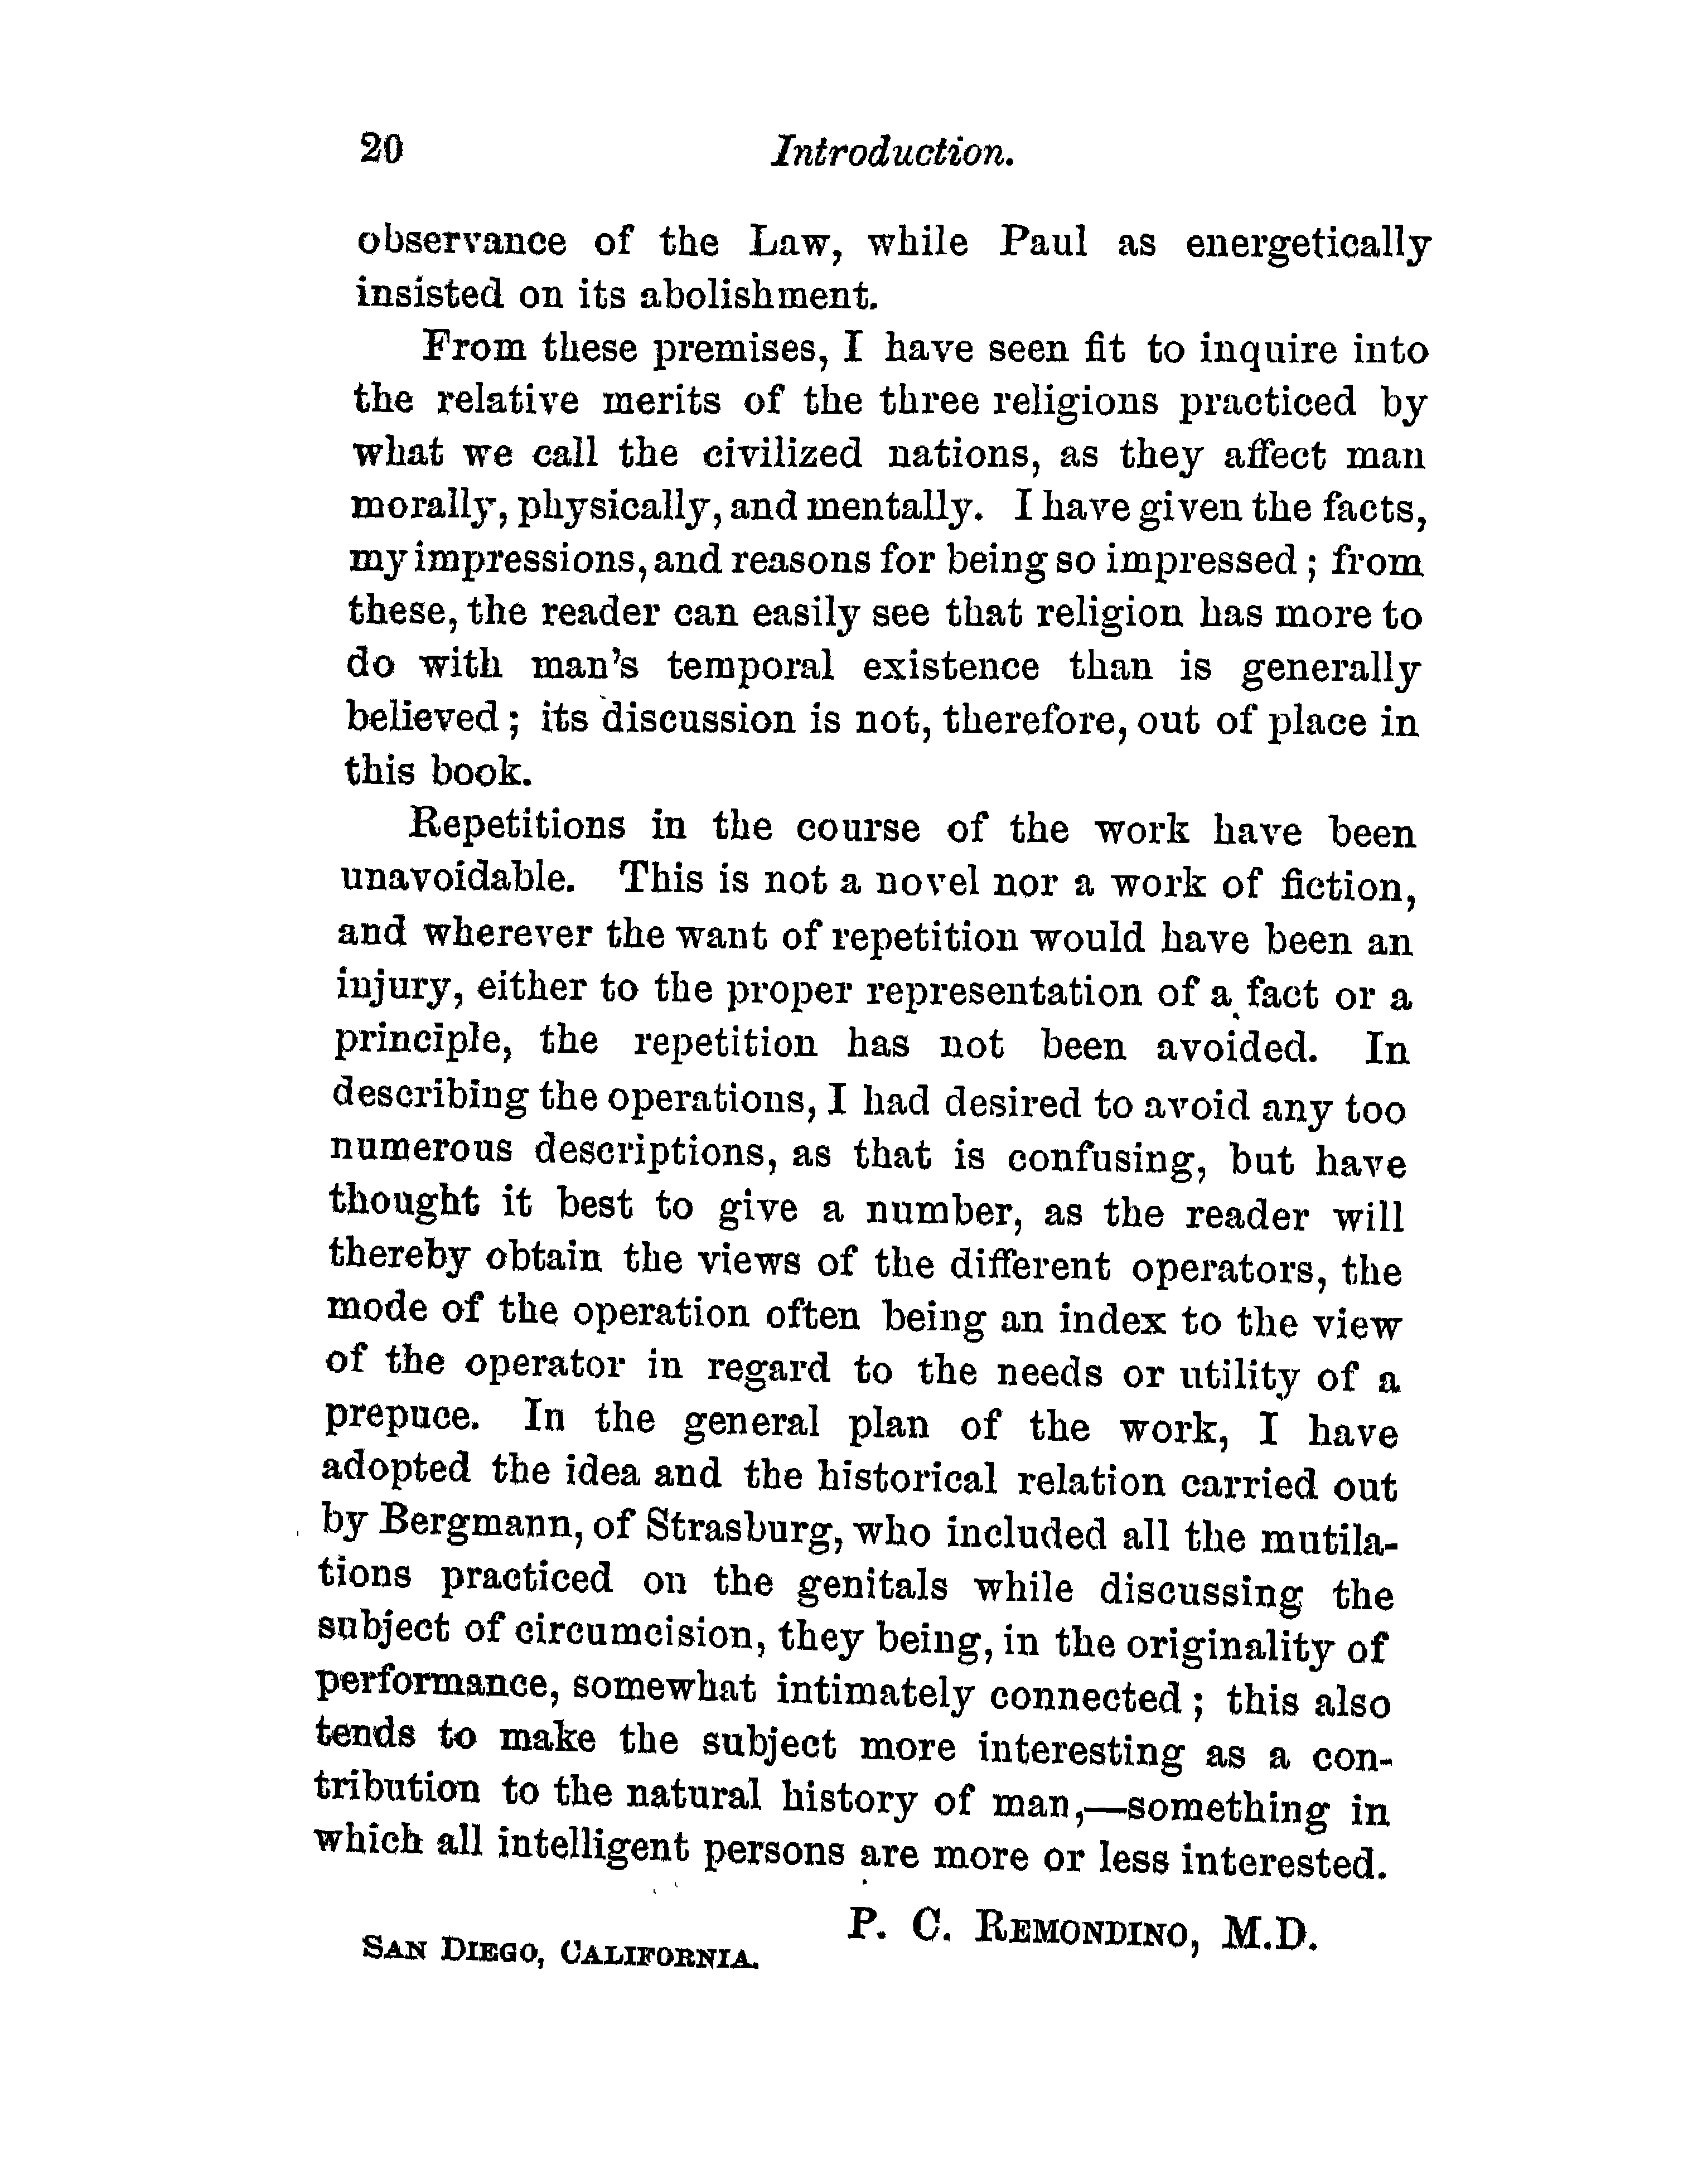 20 Introduction.
observance of the Law, while Paul as energetically
insisted on its abolishment.
From these premises, I have seen fit to inquire into
the relative merits of the three religions practiced by
what we call the civilized nations, as they affect man
morally, physically, and mentally. I have given the facts,
my impressions, and reasons for being so impressed; from
these, the reader can easily see that religion has more to
do with man's temporal existence than is generally
believed; its discussion is not, therefore, out of place in
this book.
Repetitions in the course of the work have been
unavoidable. This is not a novel nor a work of fiction,
and wherever the want of repetition would have been an
injury, either to the proper representation of a fact or a
principle, the repetition has not been avoided. In
describing the operations, I had desired to avoid any too
numerous descriptions, as that is confusing, but have
thought it best to give a number, as the reader will
thereby obtain the views of the different operators, the
mode of the operation often being an index to the view
of the operator in regard to the needs or utility of a
prepuce. In the general plan of the work, I have
adopted the idea and the historical relation carried out
by Bergmann, of Strasburg, who included all the mutila-
tions practiced on the genitals while discussing the
subject of circumcision, they being, in the originality of
performance, somewhat intimately connected; this also
tends to make the subject more interesting as a con-
tribution to the natural history of man,—something in
which all intelligent persons are more or less interested.
P. C. REMONDINO, M.D.
SAN DIEGO, CALIFORNIA.